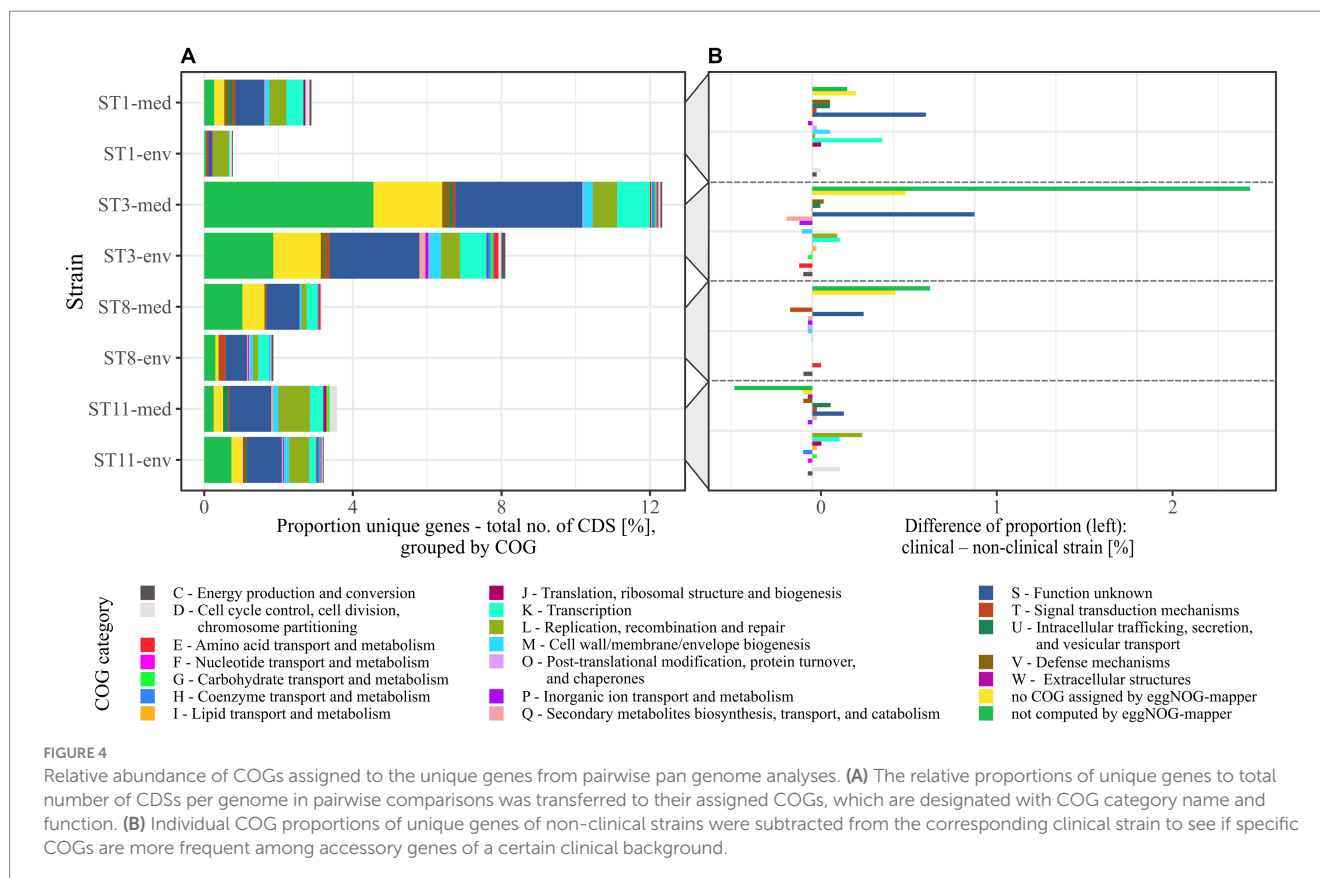 A
B
ST1-med
ST1-env
ST3-med
ST3-env
ST8-med
ST8-env
ST11-med
ST11-env
Strain
0 4 8 12
Proportion unique genes - total no. of CDS [%],
grouped by COG
0 1 2
Difference of proportion (left):
clinical – non-clinical strain [%]
COG category
C - Energy production and conversion
D - Cell cycle control, cell division,
chromosome partitioning
E - Amino acid transport and metabolism
F - Nucleotide transport and metabolism
G - Carbohydrate transport and metabolism
H - Coenzyme transport and metabolism
I - Lipid transport and metabolism
J - Translation, ribosomal structure and biogenesis
K - Transcription
L - Replication, recombination and repair
M - Cell wall/membrane/envelope biogenesis
O - Post-translational modification, protein turnover,
and chaperones
P - Inorganic ion transport and metabolism
Q - Secondary metabolites biosynthesis, transport, and catabolism
S - Function unknown
T - Signal transduction mechanisms
U - Intracellular trafficking, secretion,
and vesicular transport
V - Defense mechanisms
W - Extracellular structures
no COG assigned by eggNOG-mapper
not computed by eggNOG-mapper
FIGURE 4
Relative abundance of COGs assigned to the unique genes from pairwise pan genome analyses. (A) The relative proportions of unique genes to total
number of CDSs per genome in pairwise comparisons was transferred to their assigned COGs, which are designated with COG category name and
function. (B) Individual COG proportions of unique genes of non-clinical strains were subtracted from the corresponding clinical strain to see if specific
COGs are more frequent among accessory genes of a certain clinical background.